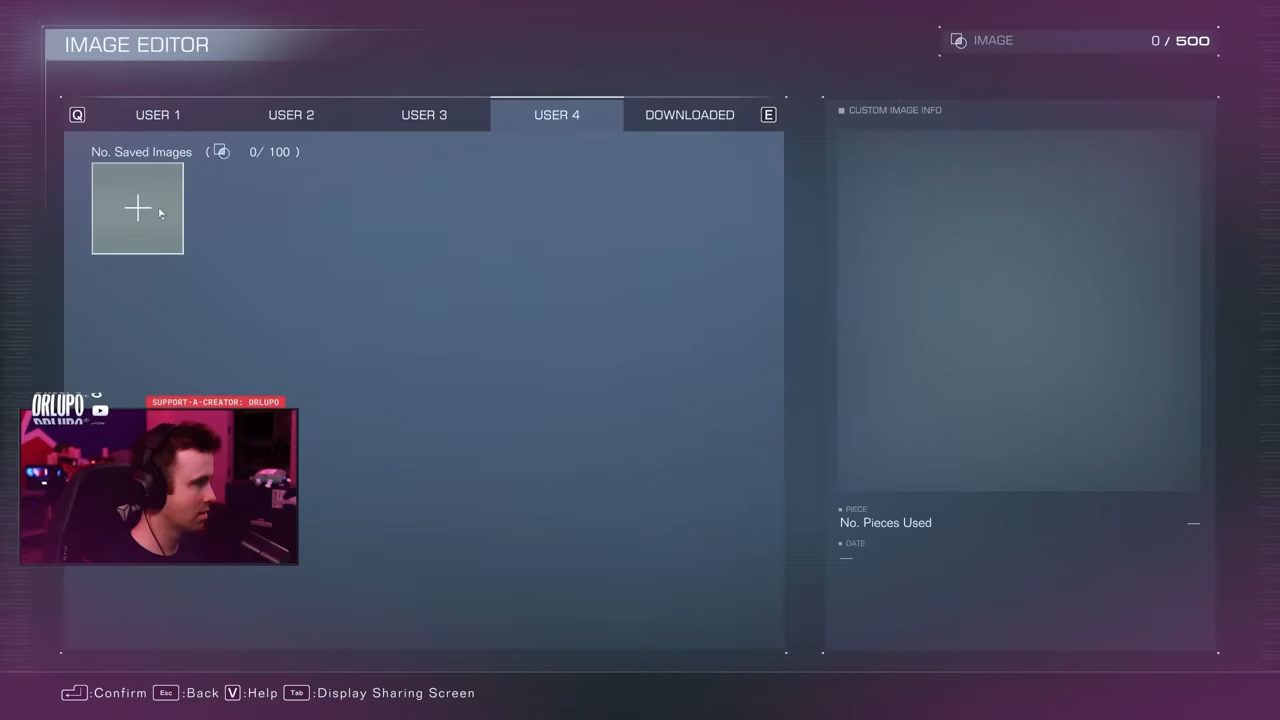 IMAGE EDITOR
IMAGE 0 / 500
Q USER 1 USER 2 USER 3 USER 4 DOWNLOADED E
No. Saved Images ( 0/ 100 )
CUSTOM IMAGE INFO
PIECE
No. Pieces Used —
DATE
—
DRLUPO
SUPPORT-A-CREATOR: DRLUPO
:Confirm Esc :Back V :Help Tab :Display Sharing Screen